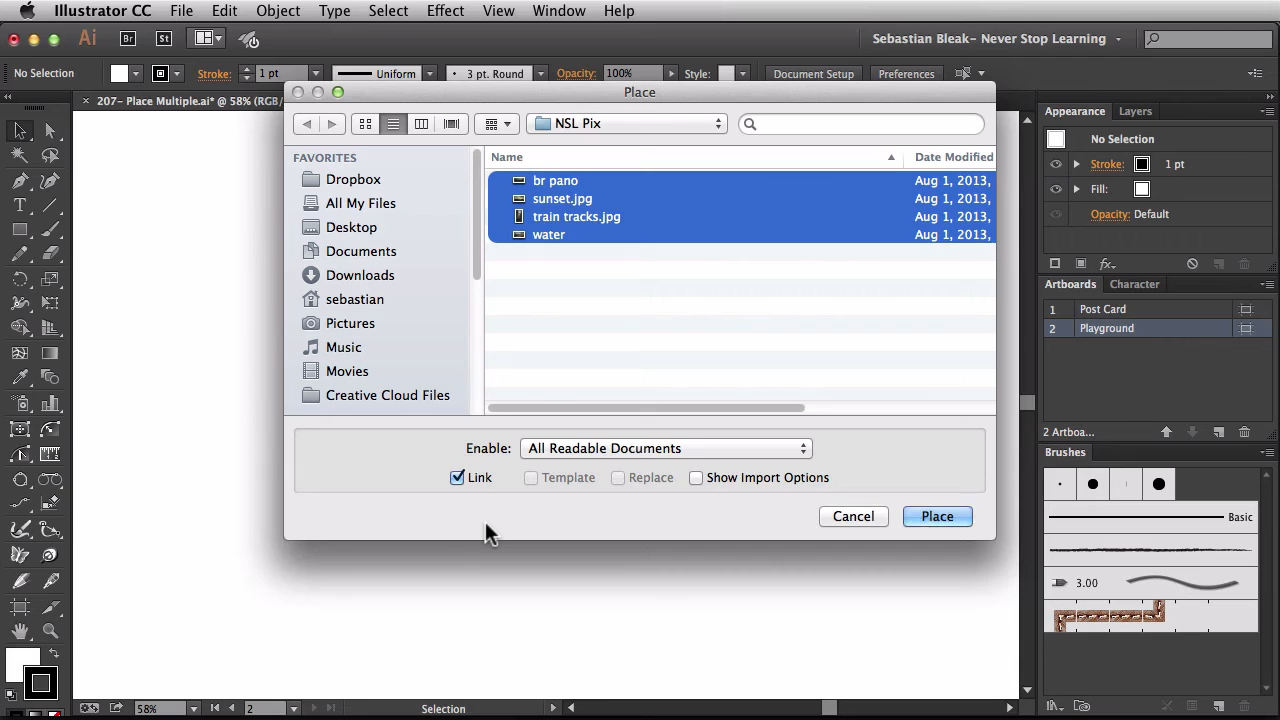 Illustrator CC File Edit Object Type Select Effect View Window Help
Ai Br St Sebastian Bleak- Never Stop Learning
No Selection Stroke: 1 pt Uniform 3 pt. Round Opacity: 100% Style: Document Setup Preferences
207- Place Multiple.ai* @ 58% (RGB/
Place
NSL Pix
FAVORITES
Dropbox
All My Files
Desktop
Documents
Downloads
sebastian
Pictures
Music
Movies
Creative Cloud Files
Name Date Modified
br pano Aug 1, 2013,
sunset.jpg Aug 1, 2013,
train tracks.jpg Aug 1, 2013,
water Aug 1, 2013,
Enable: All Readable Documents
Link Template Replace Show Import Options
Cancel Place
Appearance Layers
No Selection
Stroke: 1 pt
Fill:
Opacity: Default
fx
Artboards Character
1 Post Card
2 Playground
2 Artboa...
Brushes
Basic
3.00
58% 2 Selection